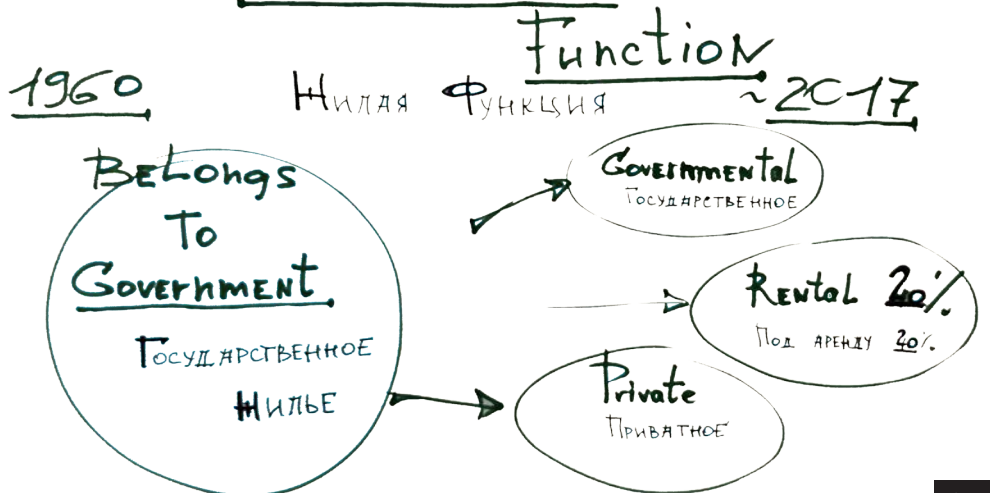 Function
1960
Жилая Функция
~2017
Belongs
To
Government
Государственное
Жилье
Governmental
Государственное
Rental 20%
Под аренду 20%
Private
Приватное